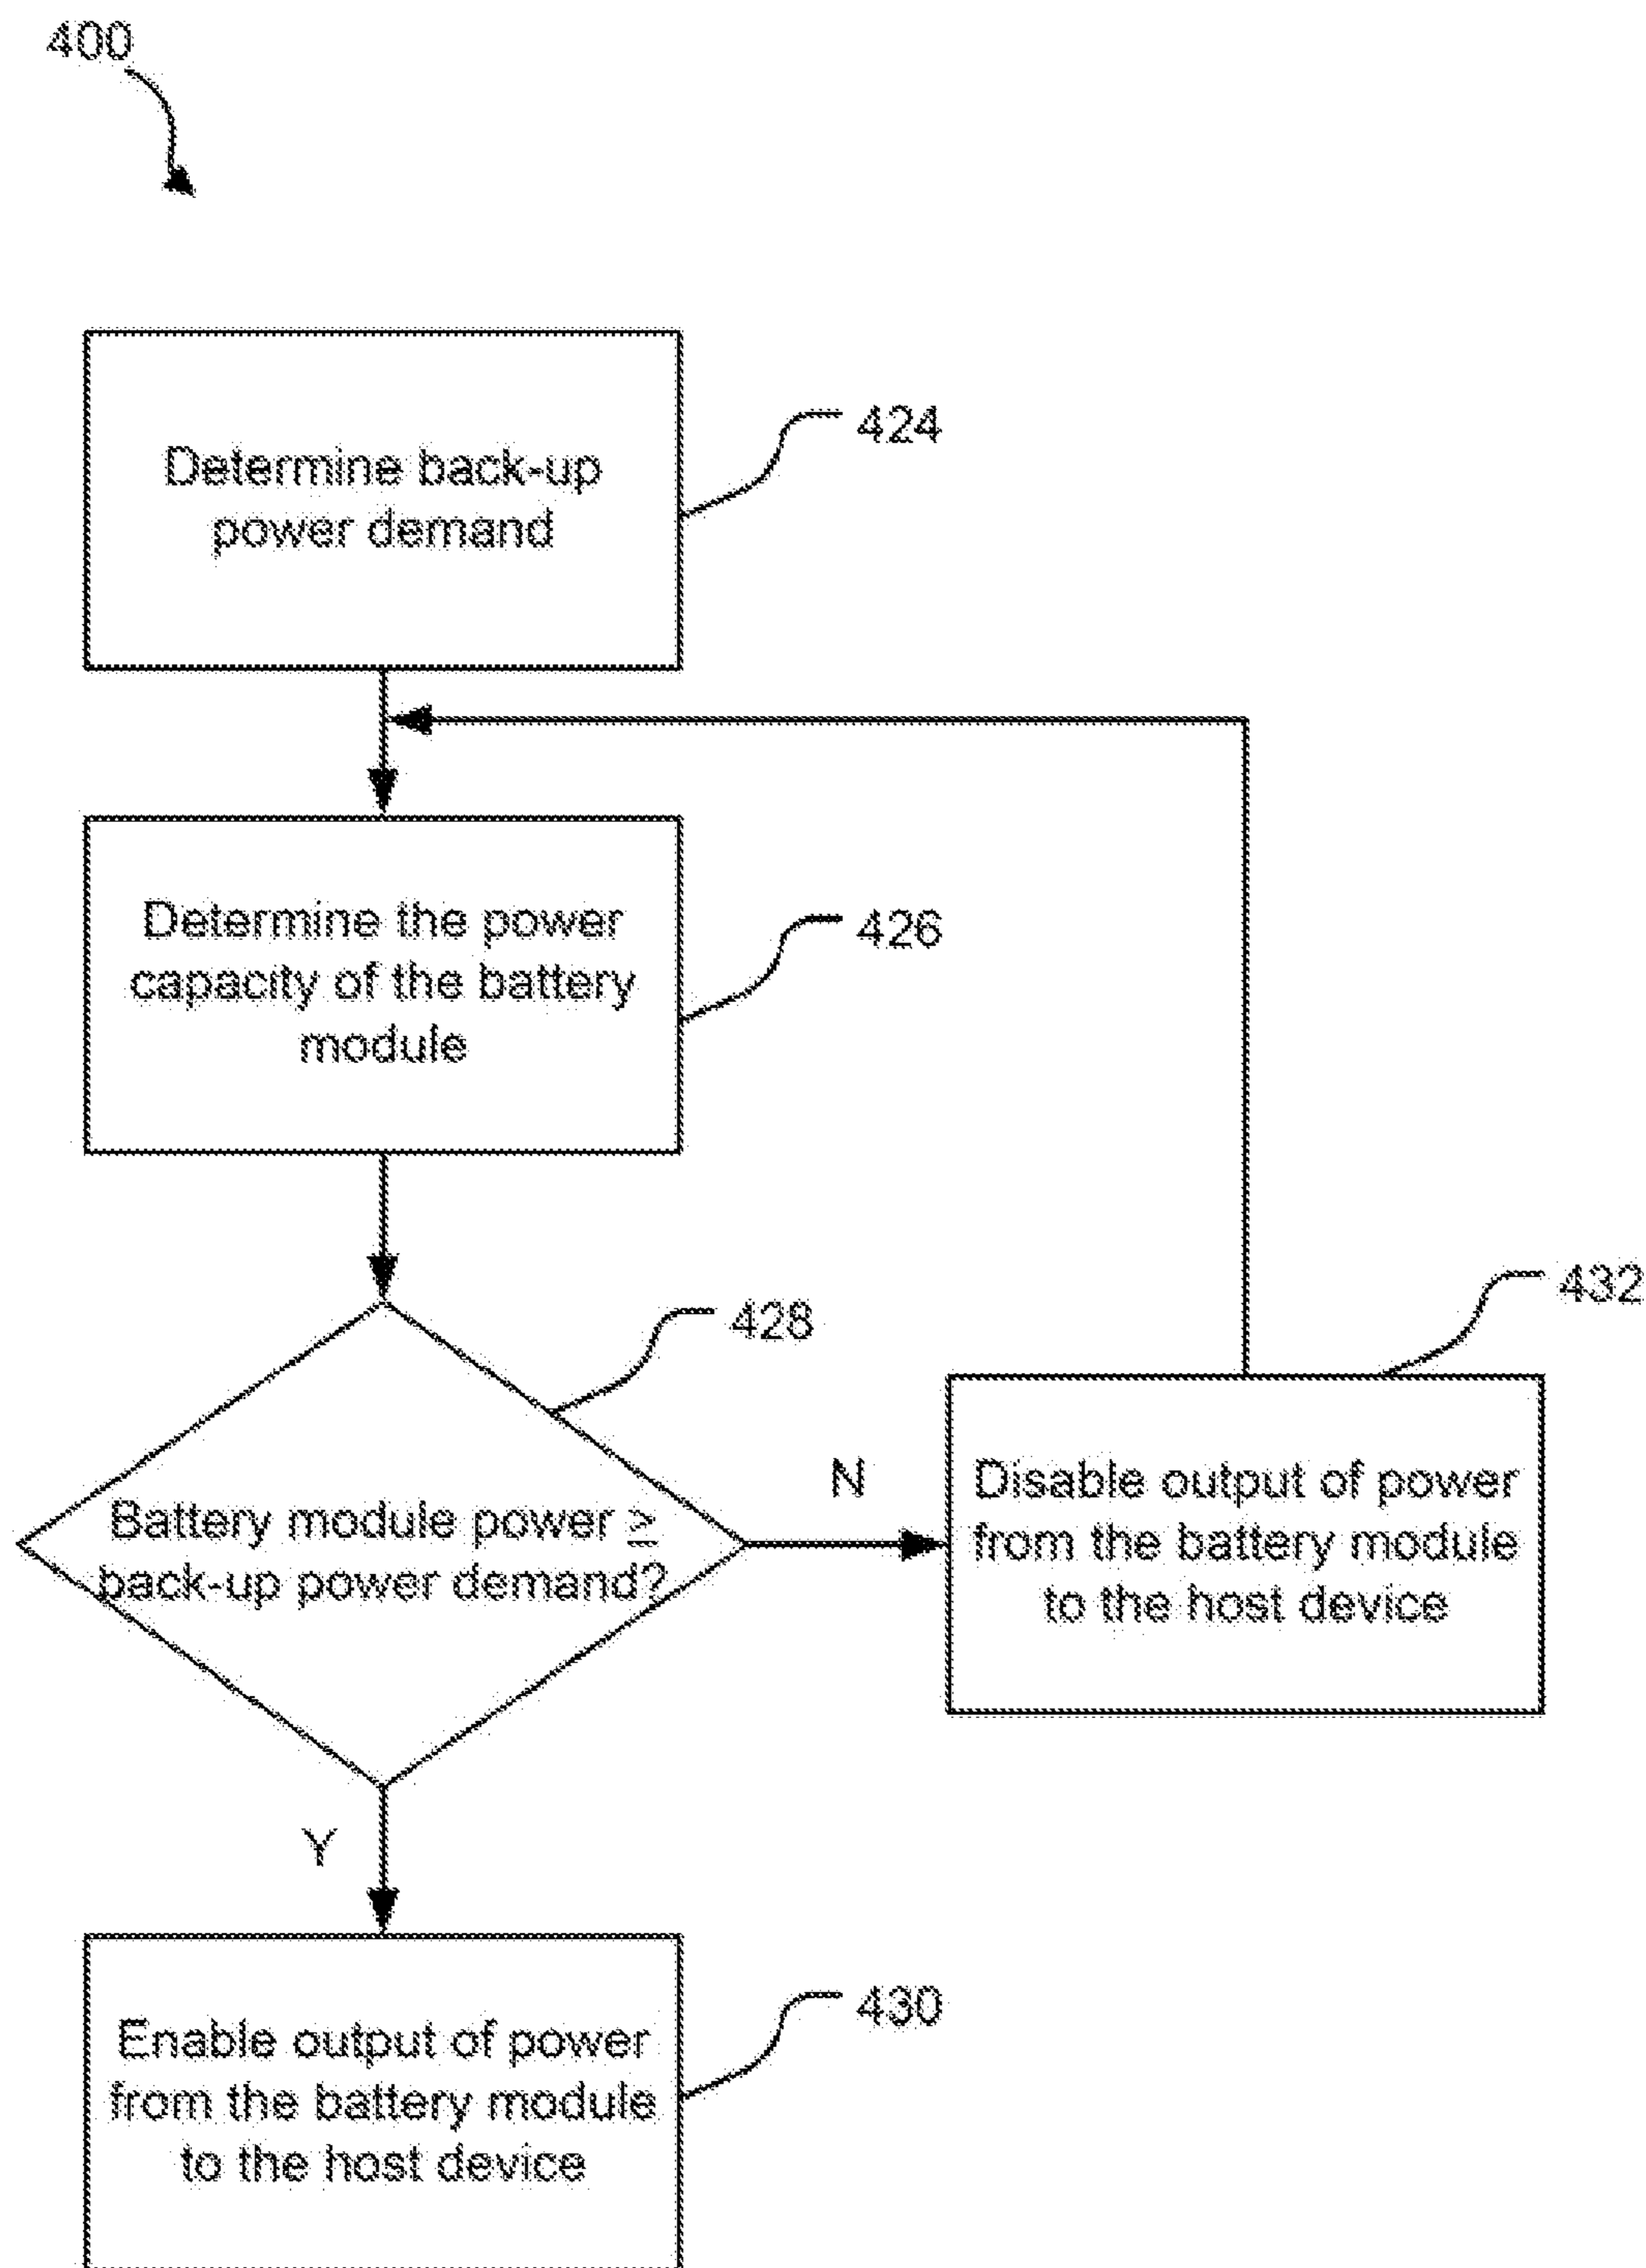 400
Determine back-up
power demand
424
Determine the power
capacity of the battery
module
426
428
Battery module power ≥
back-up power demand?
N
432
Disable output of power
from the battery module
to the host device
Y
430
Enable output of power
from the battery module
to the host device